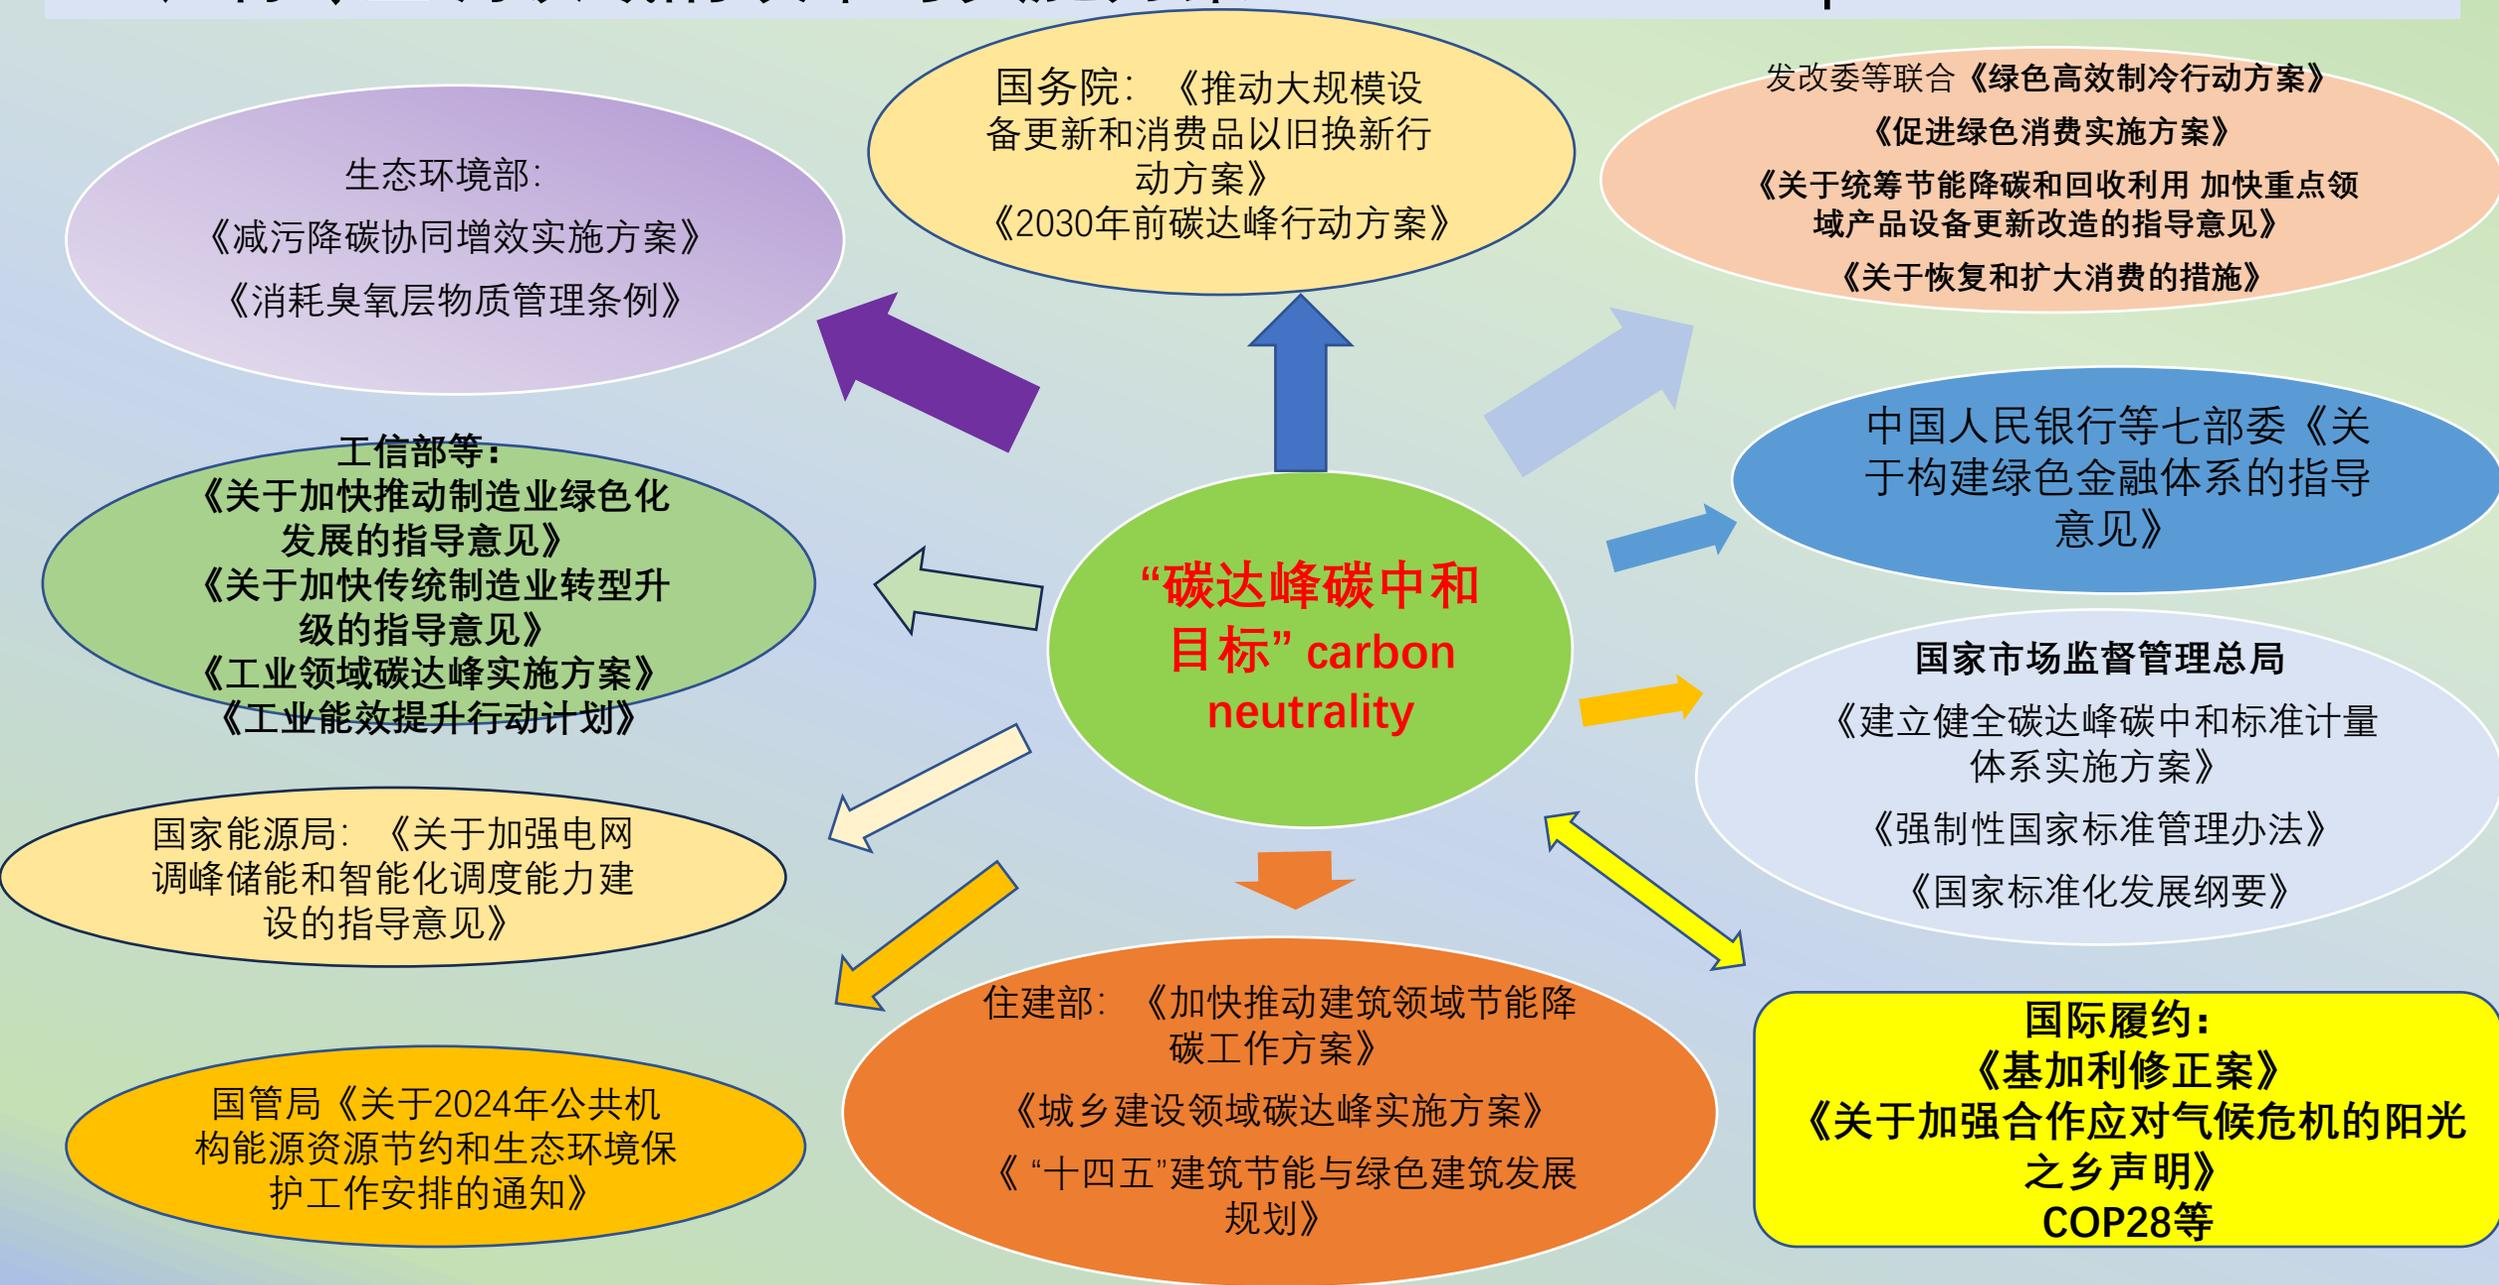 国务院：《推动大规模设
备更新和消费品以旧换新行
动方案》
《2030年前碳达峰行动方案》
发改委等联合《绿色高效制冷行动方案》
《促进绿色消费实施方案》
《关于统筹节能降碳和回收利用 加快重点领
域产品设备更新改造的指导意见》
《关于恢复和扩大消费的措施》
生态环境部：
《减污降碳协同增效实施方案》
《消耗臭氧层物质管理条例》
中国人民银行等七部委《关
于构建绿色金融体系的指导
意见》
工信部等：
《关于加快推动制造业绿色化
发展的指导意见》
《关于加快传统制造业转型升
级的指导意见》
《工业领域碳达峰实施方案》
《工业能效提升行动计划》
“碳达峰碳中和
目标” carbon
neutrality
国家市场监督管理总局
《建立健全碳达峰碳中和标准计量
体系实施方案》
《强制性国家标准管理办法》
《国家标准化发展纲要》
国家能源局：《关于加强电网
调峰储能和智能化调度能力建
设的指导意见》
国管局《关于2024年公共机
构能源资源节约和生态环境保
护工作安排的通知》
住建部：《加快推动建筑领域节能降
碳工作方案》
《城乡建设领域碳达峰实施方案》
《 “十四五”建筑节能与绿色建筑发展
规划》
国际履约：
《基加利修正案》
《关于加强合作应对气候危机的阳光
之乡声明》
COP28等